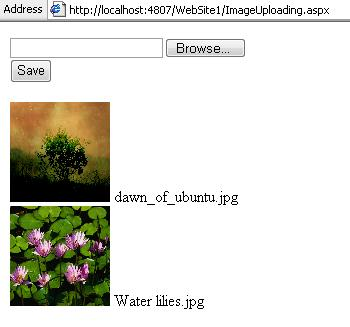 Address http://localhost:4807/WebSite1/ImageUploading.aspx
Browse...
Save
dawn_of_ubuntu.jpg
Water lilies.jpg